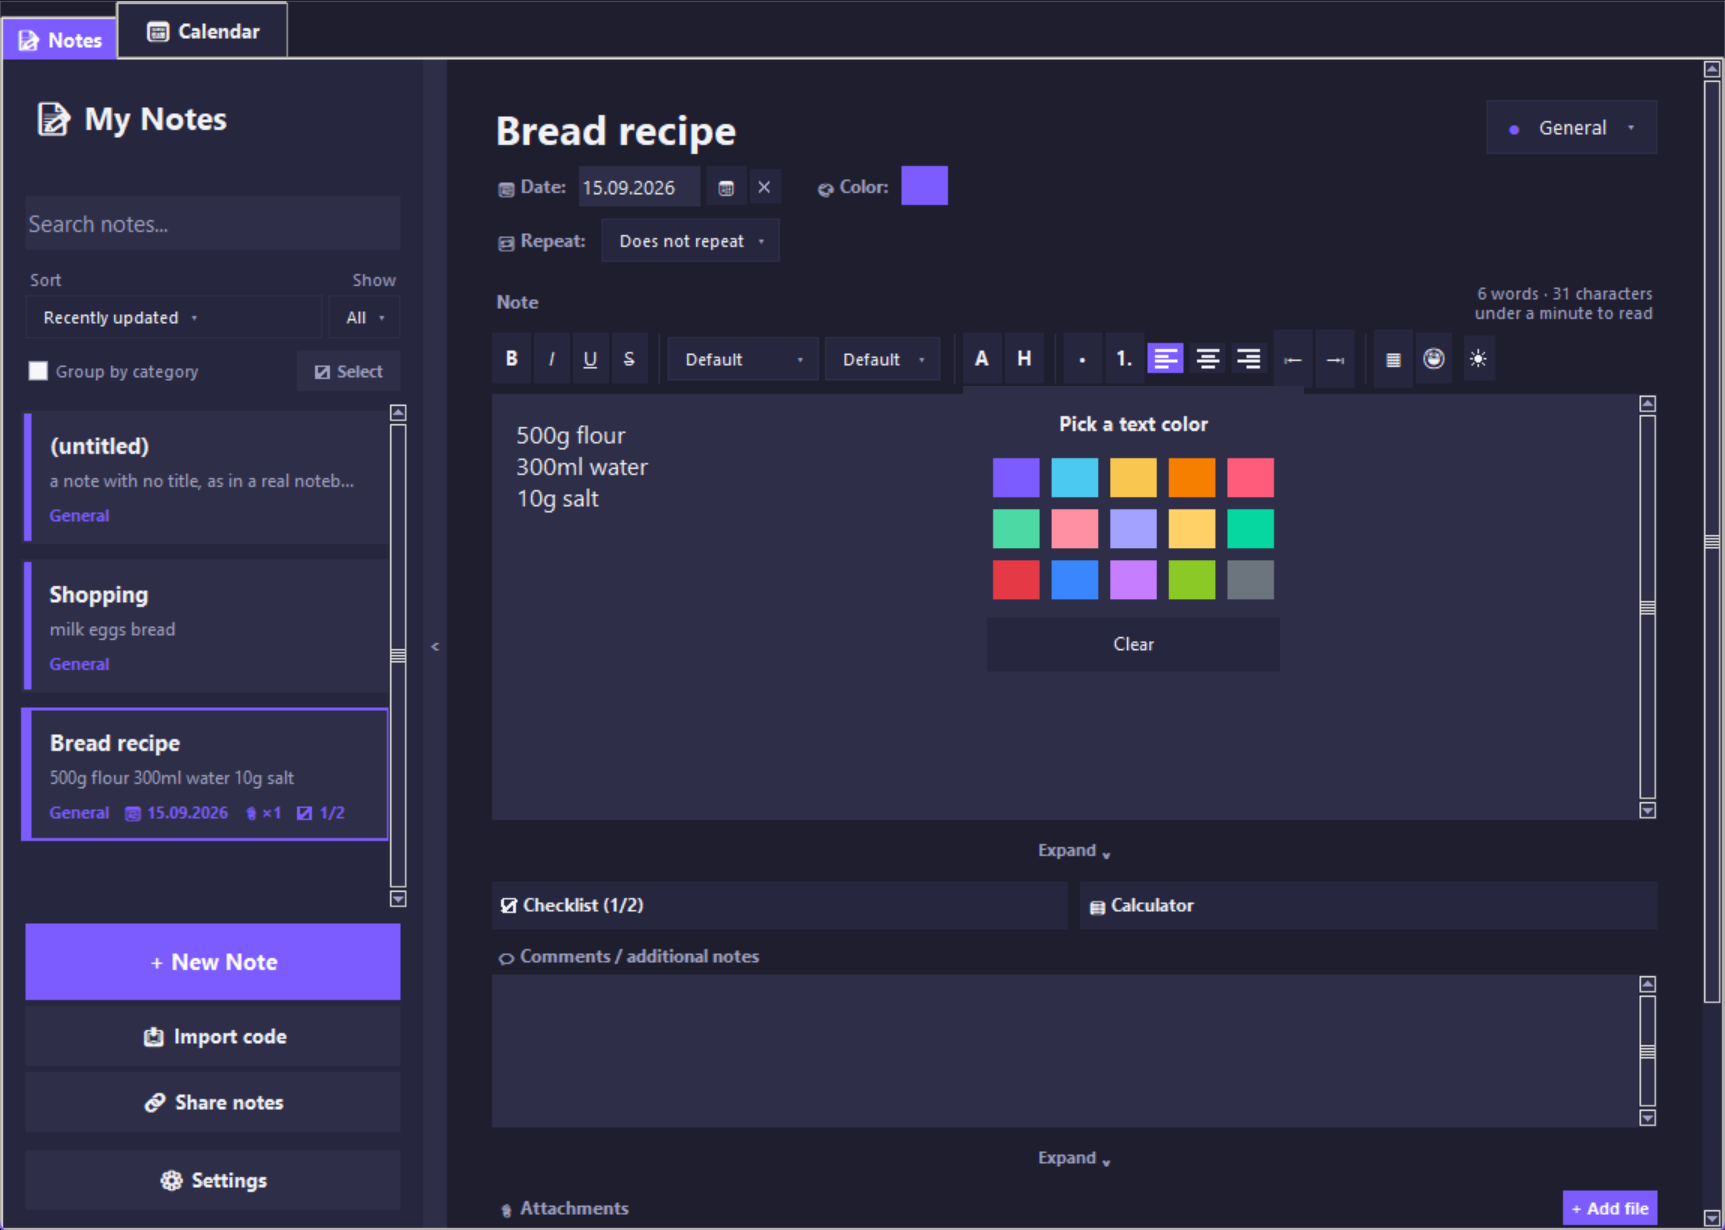 Notes
Calendar
My Notes
Search notes...
Sort
Show
Recently updated
All
Group by category
Select
(untitled)
a note with no title, as in a real noteb...
General
Shopping
milk eggs bread
General
Bread recipe
500g flour 300ml water 10g salt
General 15.09.2026 ×1 1/2
+ New Note
Import code
Share notes
Settings
<
Bread recipe
General
Date: 15.09.2026 ×
Color:
Repeat: Does not repeat
Note
6 words · 31 characters
under a minute to read
B I U S Default Default A H • 1.
500g flour
300ml water
10g salt
Pick a text color
Clear
Expand
Checklist (1/2)
Calculator
Comments / additional notes
Expand
Attachments
+ Add file